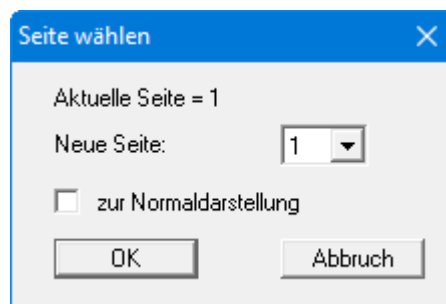 Seite wählen
Aktuelle Seite = 1
Neue Seite: 1
zur Normaldarstellung
OK Abbruch